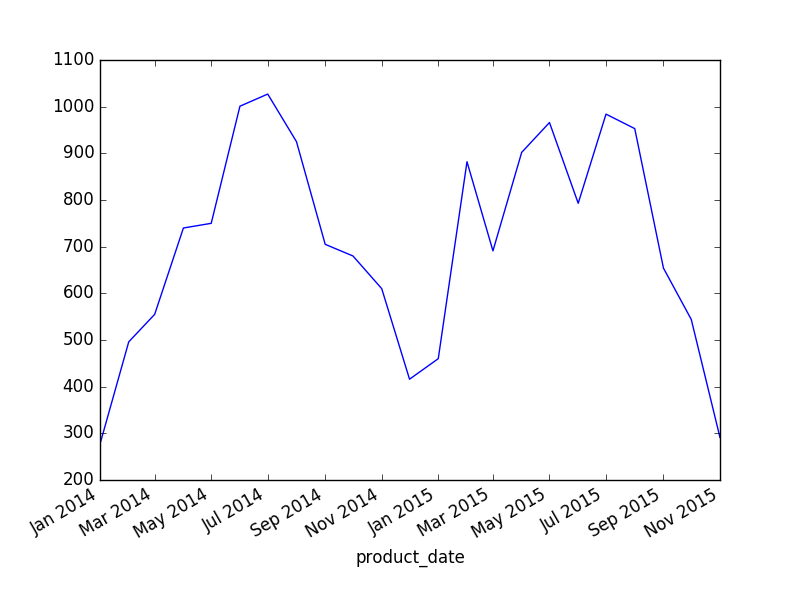 1100
1000
900
800
700
600
500
400
300
200
Jan 2014
Mar 2014
May 2014
Jul 2014
Sep 2014
Nov 2014
Jan 2015
Mar 2015
May 2015
Jul 2015
Sep 2015
Nov 2015
product_date